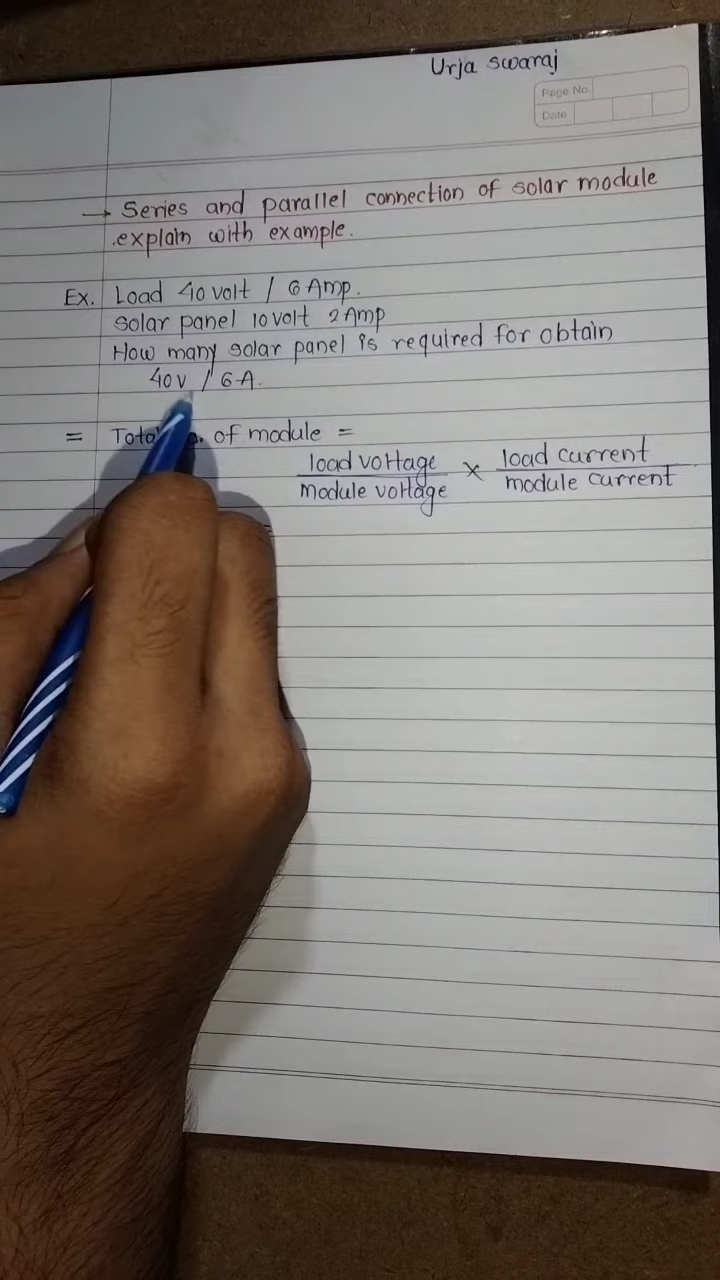 Urja swaraj
Page No.
Date
→ Series and parallel connection of solar module
explain with example.
Ex. Load 40 volt / 6 Amp.
solar panel 10 volt 2 Amp
How many solar panel is required for obtain
40V / 6A.
= of module =
load voltage / module voltage × load current / module current